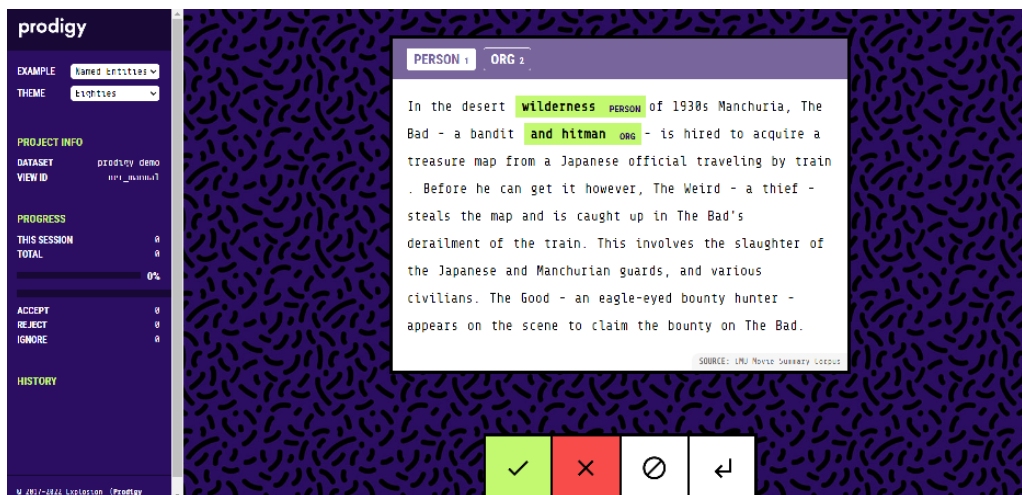 prodigy
EXAMPLE Named Entities
THEME Eighties
PROJECT INFO
DATASET prodigy demo
VIEW ID ner_manual
PROGRESS
THIS SESSION 0
TOTAL 0
0%
ACCEPT 0
REJECT 0
IGNORE 0
HISTORY
© 2017-2022 Explosion (Prodigy
PERSON 1 ORG 2
In the desert wilderness PERSON of 1930s Manchuria, The
Bad - a bandit and hitman ORG - is hired to acquire a
treasure map from a Japanese official traveling by train
. Before he can get it however, The Weird - a thief -
steals the map and is caught up in The Bad's
derailment of the train. This involves the slaughter of
the Japanese and Manchurian guards, and various
civilians. The Good - an eagle-eyed bounty hunter -
appears on the scene to claim the bounty on The Bad.
SOURCE: CMU Movie Summary Corpus